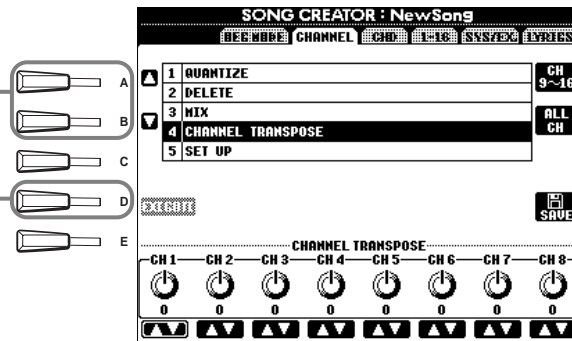 SONG CREATOR : NewSong
REC MODE CHANNEL CHD 1-16 SYS/EX. LYRICS
A
B
C
D
E
1 QUANTIZE
2 DELETE
3 MIX
4 CHANNEL TRANSPOSE
5 SET UP
CH 9~16
ALL CH
EXECUTE
SAVE
CHANNEL TRANSPOSE
CH 1 CH 2 CH 3 CH 4 CH 5 CH 6 CH 7 CH 8
0 0 0 0 0 0 0 0